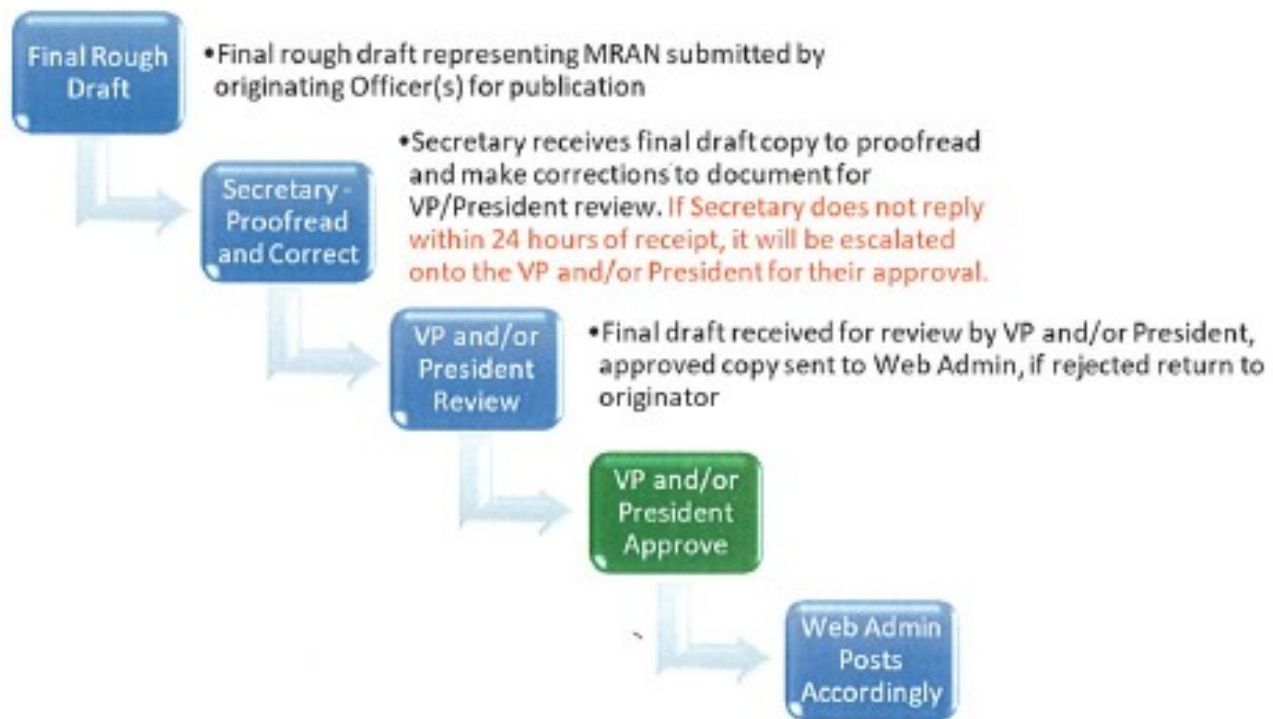 Final Rough
Draft
•Final rough draft representing MRAN submitted by
originating Officer(s) for publication
Secretary -
Proofread
and Correct
•Secretary receives final draft copy to proofread
and make corrections to document for
VP/President review. If Secretary does not reply
within 24 hours of receipt, it will be escalated
onto the VP and/or President for their approval.
VP and/or
President
Review
•Final draft received for review by VP and/or President,
approved copy sent to Web Admin, if rejected return to
originator
VP and/or
President
Approve
Web Admin
Posts
Accordingly